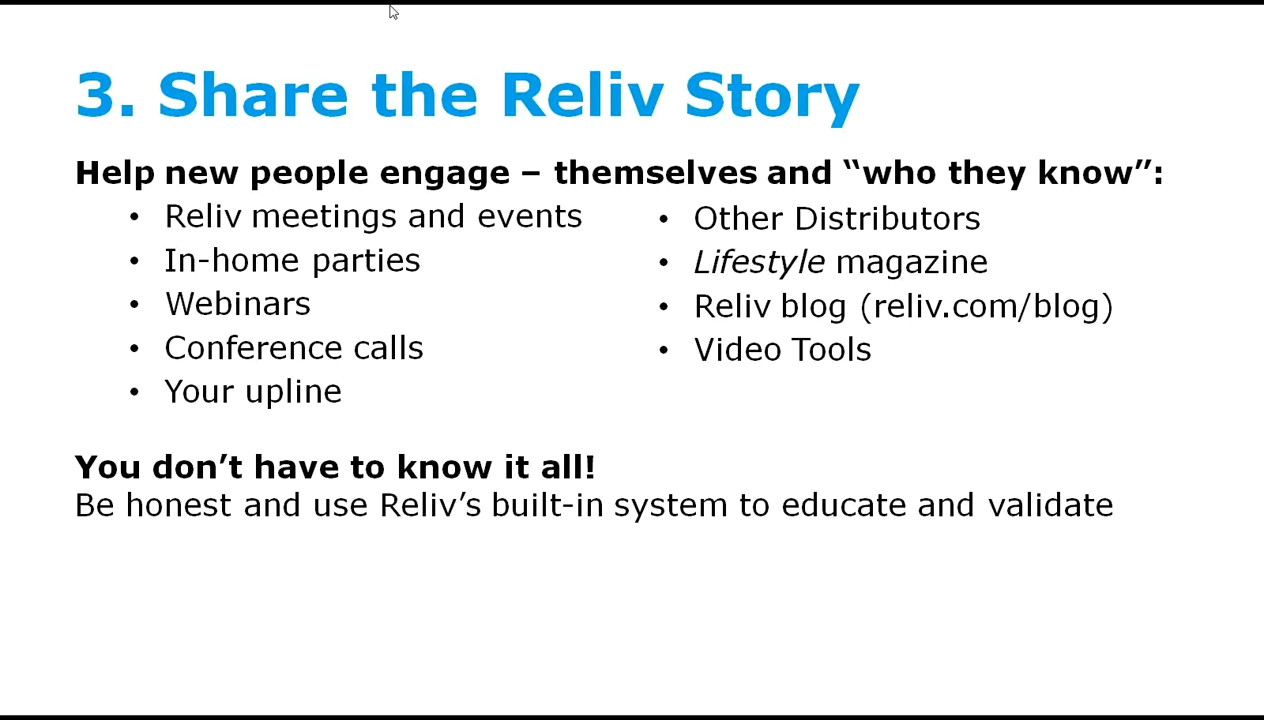 3. Share the Reliv Story
Help new people engage – themselves and “who they know”:
• Reliv meetings and events
• In-home parties
• Webinars
• Conference calls
• Your upline
• Other Distributors
• Lifestyle magazine
• Reliv blog (reliv.com/blog)
• Video Tools
You don’t have to know it all!
Be honest and use Reliv’s built-in system to educate and validate